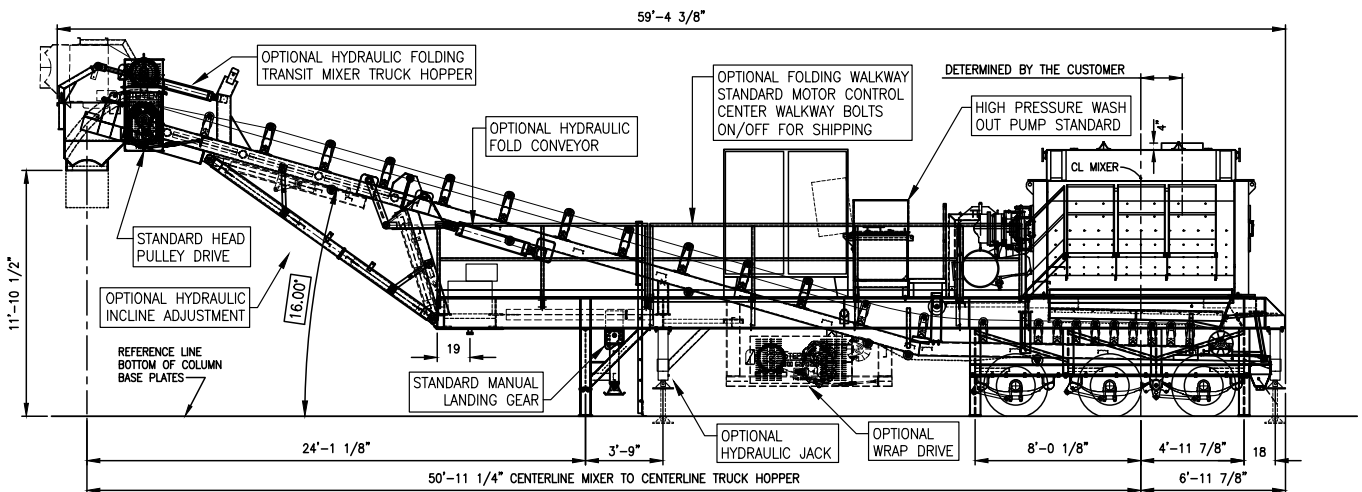 59'-4 3/8"
OPTIONAL HYDRAULIC FOLDING
TRANSIT MIXER TRUCK HOPPER
OPTIONAL HYDRAULIC
FOLD CONVEYOR
OPTIONAL FOLDING WALKWAY
STANDARD MOTOR CONTROL
CENTER WALKWAY BOLTS
ON/OFF FOR SHIPPING
DETERMINED BY THE CUSTOMER
HIGH PRESSURE WASH
OUT PUMP STANDARD
4"
CL MIXER
STANDARD HEAD
PULLEY DRIVE
11'-10 1/2"
OPTIONAL HYDRAULIC
INCLINE ADJUSTMENT
16.00°
REFERENCE LINE
BOTTOM OF COLUMN
BASE PLATES
19
STANDARD MANUAL
LANDING GEAR
OPTIONAL
HYDRAULIC JACK
OPTIONAL
WRAP DRIVE
24'-1 1/8"
3'-9"
8'-0 1/8"
4'-11 7/8"
18
50'-11 1/4" CENTERLINE MIXER TO CENTERLINE TRUCK HOPPER
6'-11 7/8"